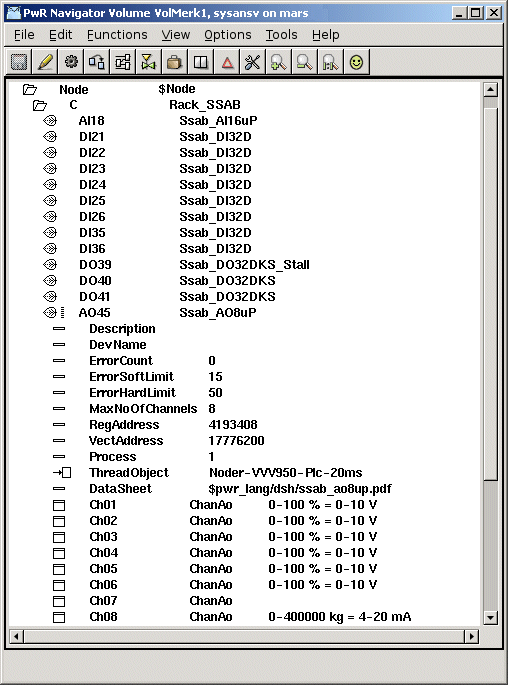 PwR Navigator Volume VolMerk1, sysansv on mars
File Edit Functions View Options Tools Help
Node $Node
C Rack_SSAB
AI18 Ssab_AI16uP
DI21 Ssab_DI32D
DI22 Ssab_DI32D
DI23 Ssab_DI32D
DI24 Ssab_DI32D
DI25 Ssab_DI32D
DI26 Ssab_DI32D
DI35 Ssab_DI32D
DI36 Ssab_DI32D
DO39 Ssab_DO32DKS_Stall
DO40 Ssab_DO32DKS
DO41 Ssab_DO32DKS
AO45 Ssab_AO8uP
Description
DevName
ErrorCount 0
ErrorSoftLimit 15
ErrorHardLimit 50
MaxNoOfChannels 8
RegAddress 4193408
VectAddress 17776200
Process 1
ThreadObject Noder-VVV950-Plc-20ms
DataSheet $pwr_lang/dsh/ssab_ao8up.pdf
Ch01 ChanAo 0-100 % = 0-10 V
Ch02 ChanAo 0-100 % = 0-10 V
Ch03 ChanAo 0-100 % = 0-10 V
Ch04 ChanAo 0-100 % = 0-10 V
Ch05 ChanAo 0-100 % = 0-10 V
Ch06 ChanAo 0-100 % = 0-10 V
Ch07 ChanAo
Ch08 ChanAo 0-400000 kg = 4-20 mA